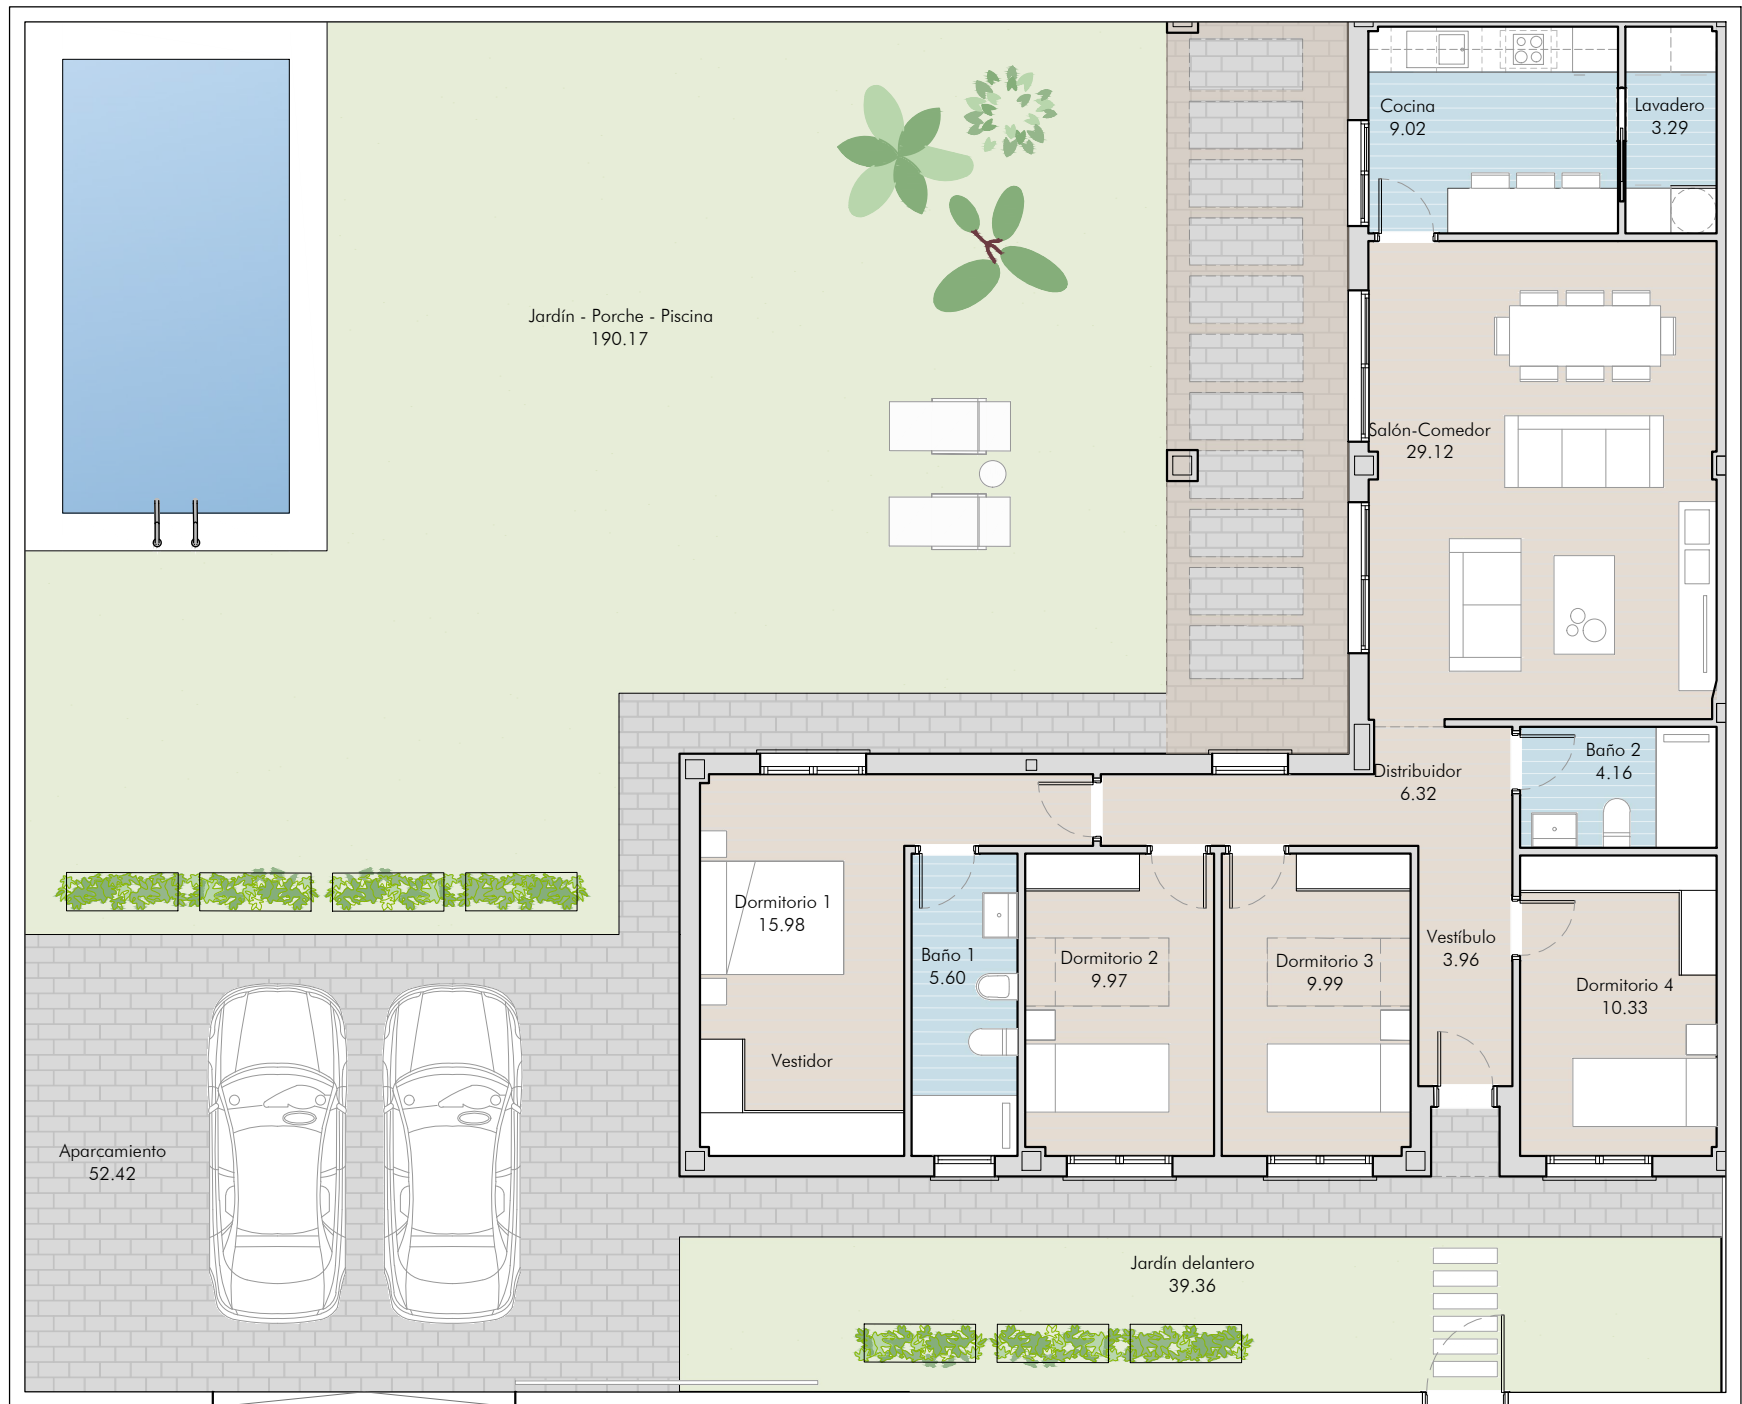 Cocina
9.02
Lavadero
3.29
Jardín - Porche - Piscina
190.17
Salón-Comedor
29.12
Baño 2
4.16
Distribuidor
6.32
Dormitorio 1
15.98
Baño 1
5.60
Dormitorio 2
9.97
Dormitorio 3
9.99
Vestíbulo
3.96
Dormitorio 4
10.33
Vestidor
Aparcamiento
52.42
Jardín delantero
39.36